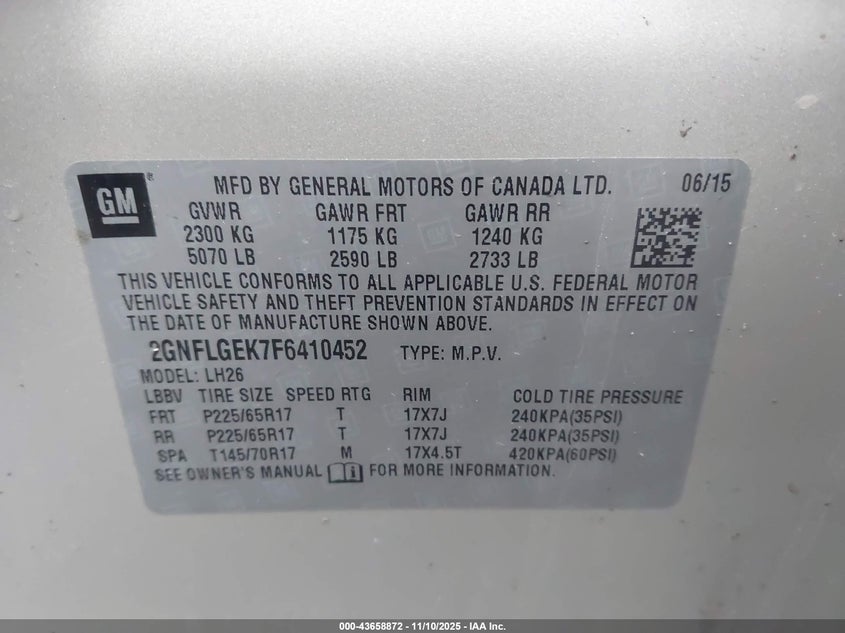 GM ® MFD BY GENERAL MOTORS OF CANADA LTD. 06/15
GVWR GAWR FRT GAWR RR
2300 KG 1175 KG 1240 KG
5070 LB 2590 LB 2733 LB
THIS VEHICLE CONFORMS TO ALL APPLICABLE U.S. FEDERAL MOTOR
VEHICLE SAFETY AND THEFT PREVENTION STANDARDS IN EFFECT ON
THE DATE OF MANUFACTURE SHOWN ABOVE.
2GNFLGEK7F6410452 TYPE: M.P.V.
MODEL: LH26
LBBV TIRE SIZE SPEED RTG RIM COLD TIRE PRESSURE
FRT P225/65R17 T 17X7J 240KPA(35PSI)
RR P225/65R17 T 17X7J 240KPA(35PSI)
SPA T145/70R17 M 17X4.5T 420KPA(60PSI)
SEE OWNER'S MANUAL FOR MORE INFORMATION.
000-43658872 - 11/10/2025 - IAA Inc.